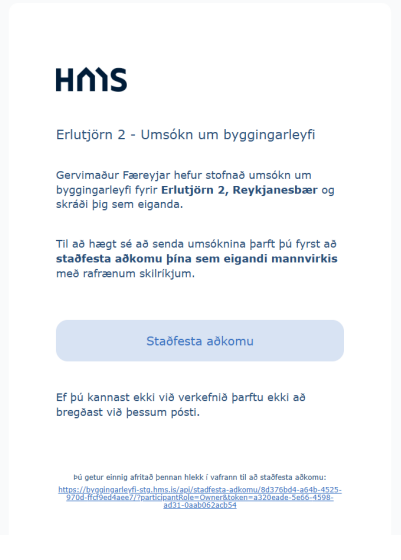 HMS
Erlutjörn 2 - Umsókn um byggingarleyfi
Gervimaður Færeyjar hefur stofnað umsókn um
byggingarleyfi fyrir Erlutjörn 2, Reykjanesbær og
skráði þig sem eiganda.
Til að hægt sé að senda umsóknina þarft þú fyrst að
staðfesta aðkomu þína sem eigandi mannvirkis
með rafrænum skilríkjum.
Staðfesta aðkomu
Ef þú kannast ekki við verkefnið þarftu ekki að
bregðast við þessum pósti.
Þú getur einnig afritað þennan hlekk í vafrann til að staðfesta aðkomu:
https://byggingarleyfi-stg.hms.is/api/stadfesta-adkomu/8d376bd4-a64b-4525-
970d-ffcf9ed4aee7/?participantRole=Owner&token=a320eade-5e66-4598-
ad31-0aab062acb54